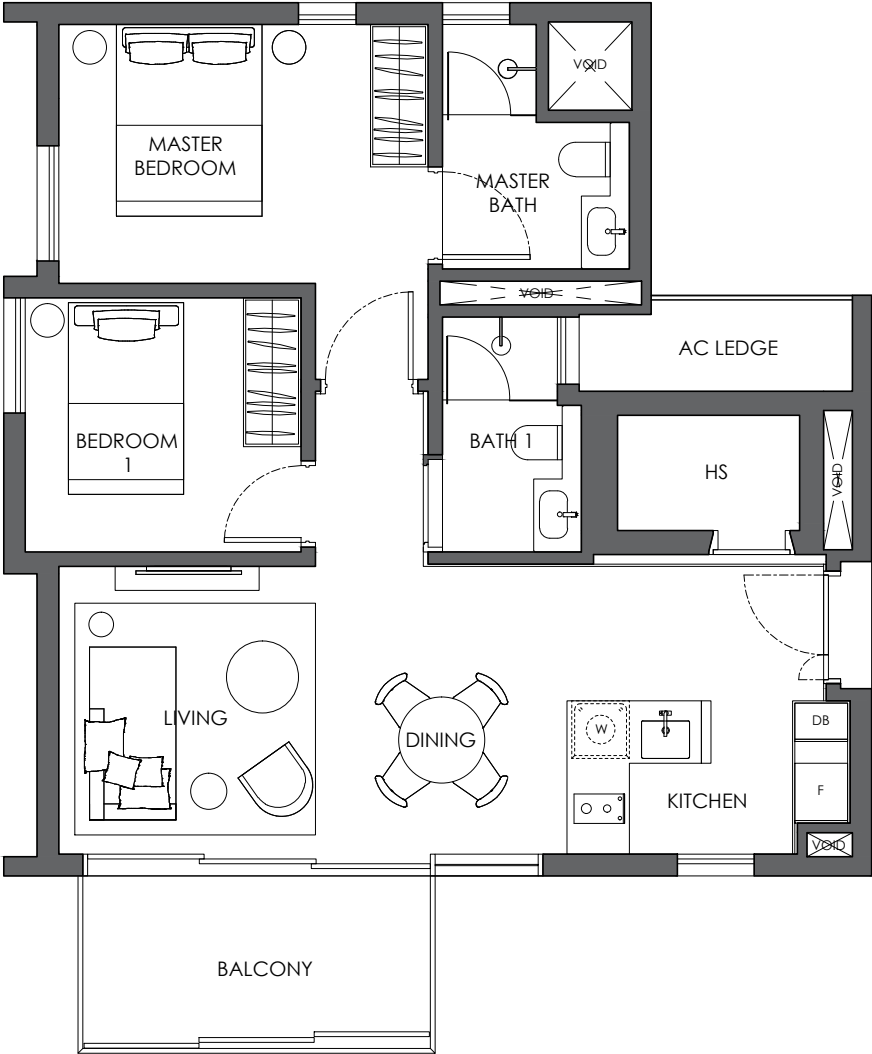 VOID
MASTER
BEDROOM
MASTER
BATH
VOID
AC LEDGE
BEDROOM
1
BATH 1
HS
VOID
LIVING
DINING
W
DB
F
KITCHEN
VOID
BALCONY